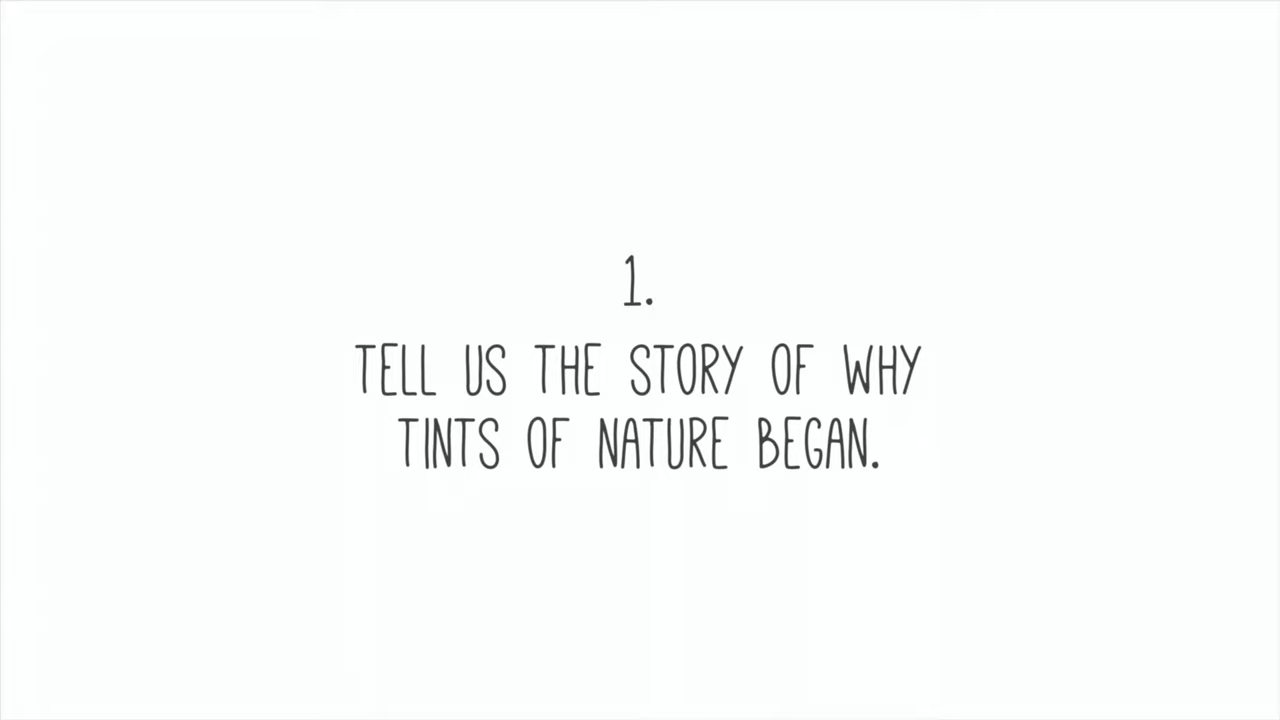 1.
TELL US THE STORY OF WHY
TINTS OF NATURE BEGAN.